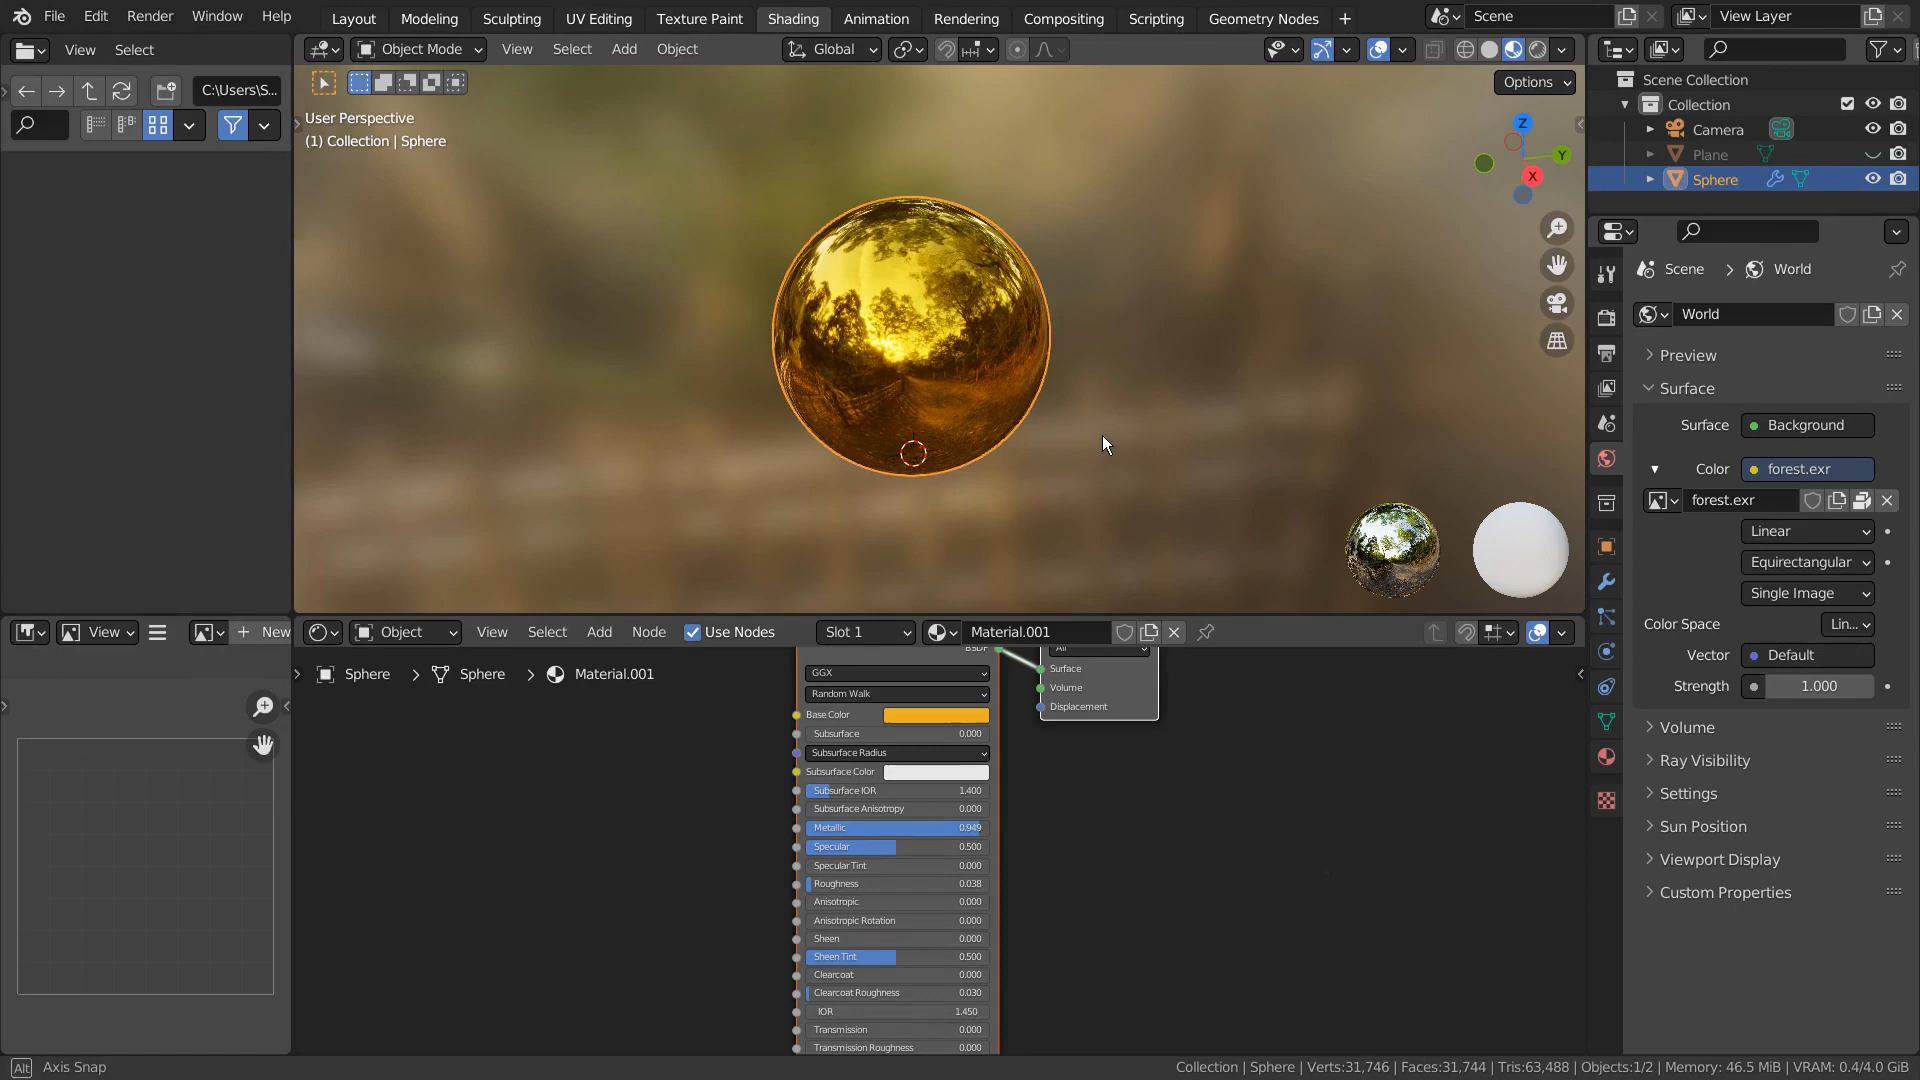 File Edit Render Window Help Layout Modeling Sculpting UV Editing Texture Paint Shading Animation Rendering Compositing Scripting Geometry Nodes + Scene View Layer
View Select Object Mode View Select Add Object Global
C:\Users\S... Options
User Perspective
(1) Collection | Sphere
Z
Y
X
Scene Collection
Collection
Camera
Plane
Sphere
Scene > World
World
Preview
Surface
Surface Background
Color forest.exr
forest.exr
Linear
Equirectangular
Single Image
Color Space Lin...
Vector Default
Strength 1.000
Volume
Ray Visibility
Settings
Sun Position
Viewport Display
Custom Properties
View + New Object View Select Add Node Use Nodes Slot 1 Material.001
Sphere > Sphere > Material.001
BSDF
GGX
Random Walk
Base Color
Subsurface 0.000
Subsurface Radius
Subsurface Color
Subsurface IOR 1.400
Subsurface Anisotropy 0.000
Metallic 0.949
Specular 0.500
Specular Tint 0.000
Roughness 0.038
Anisotropic 0.000
Anisotropic Rotation 0.000
Sheen 0.000
Sheen Tint 0.500
Clearcoat 0.000
Clearcoat Roughness 0.030
IOR 1.450
Transmission 0.000
Transmission Roughness 0.000
All
Surface
Volume
Displacement
Alt Axis Snap Collection | Sphere | Verts:31,746 | Faces:31,744 | Tris:63,488 | Objects:1/2 | Memory: 46.5 MiB | VRAM: 0.4/4.0 GiB